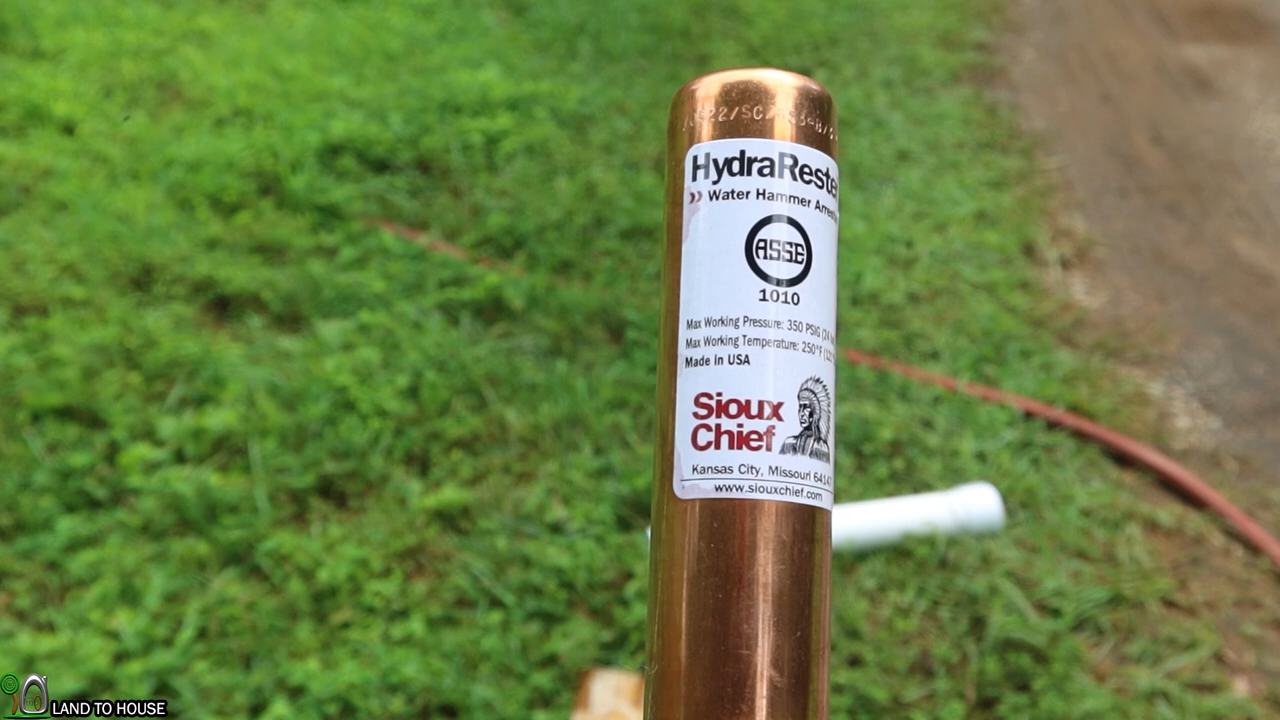 HydraReste
Water Hammer
ASSE
1010
Max Working Pressure: 350 PSIG
Max Working Temperature: 250°F
Made In USA
Sioux
Chief
Kansas City, Missouri
www.siouxchief.com
LAND TO HOUSE